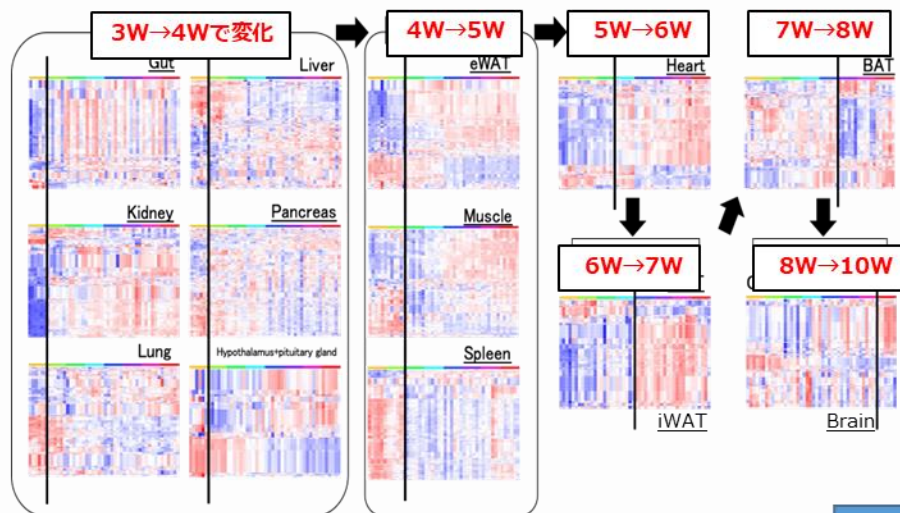 3W→4Wで変化
4W→5W
5W→6W
7W→8W
Gut
Liver
eWAT
Heart
BAT
Kidney
Pancreas
Muscle
6W→7W
8W→10W
Lung
Hypothalamus+pituitary gland
Spleen
iWAT
Brain